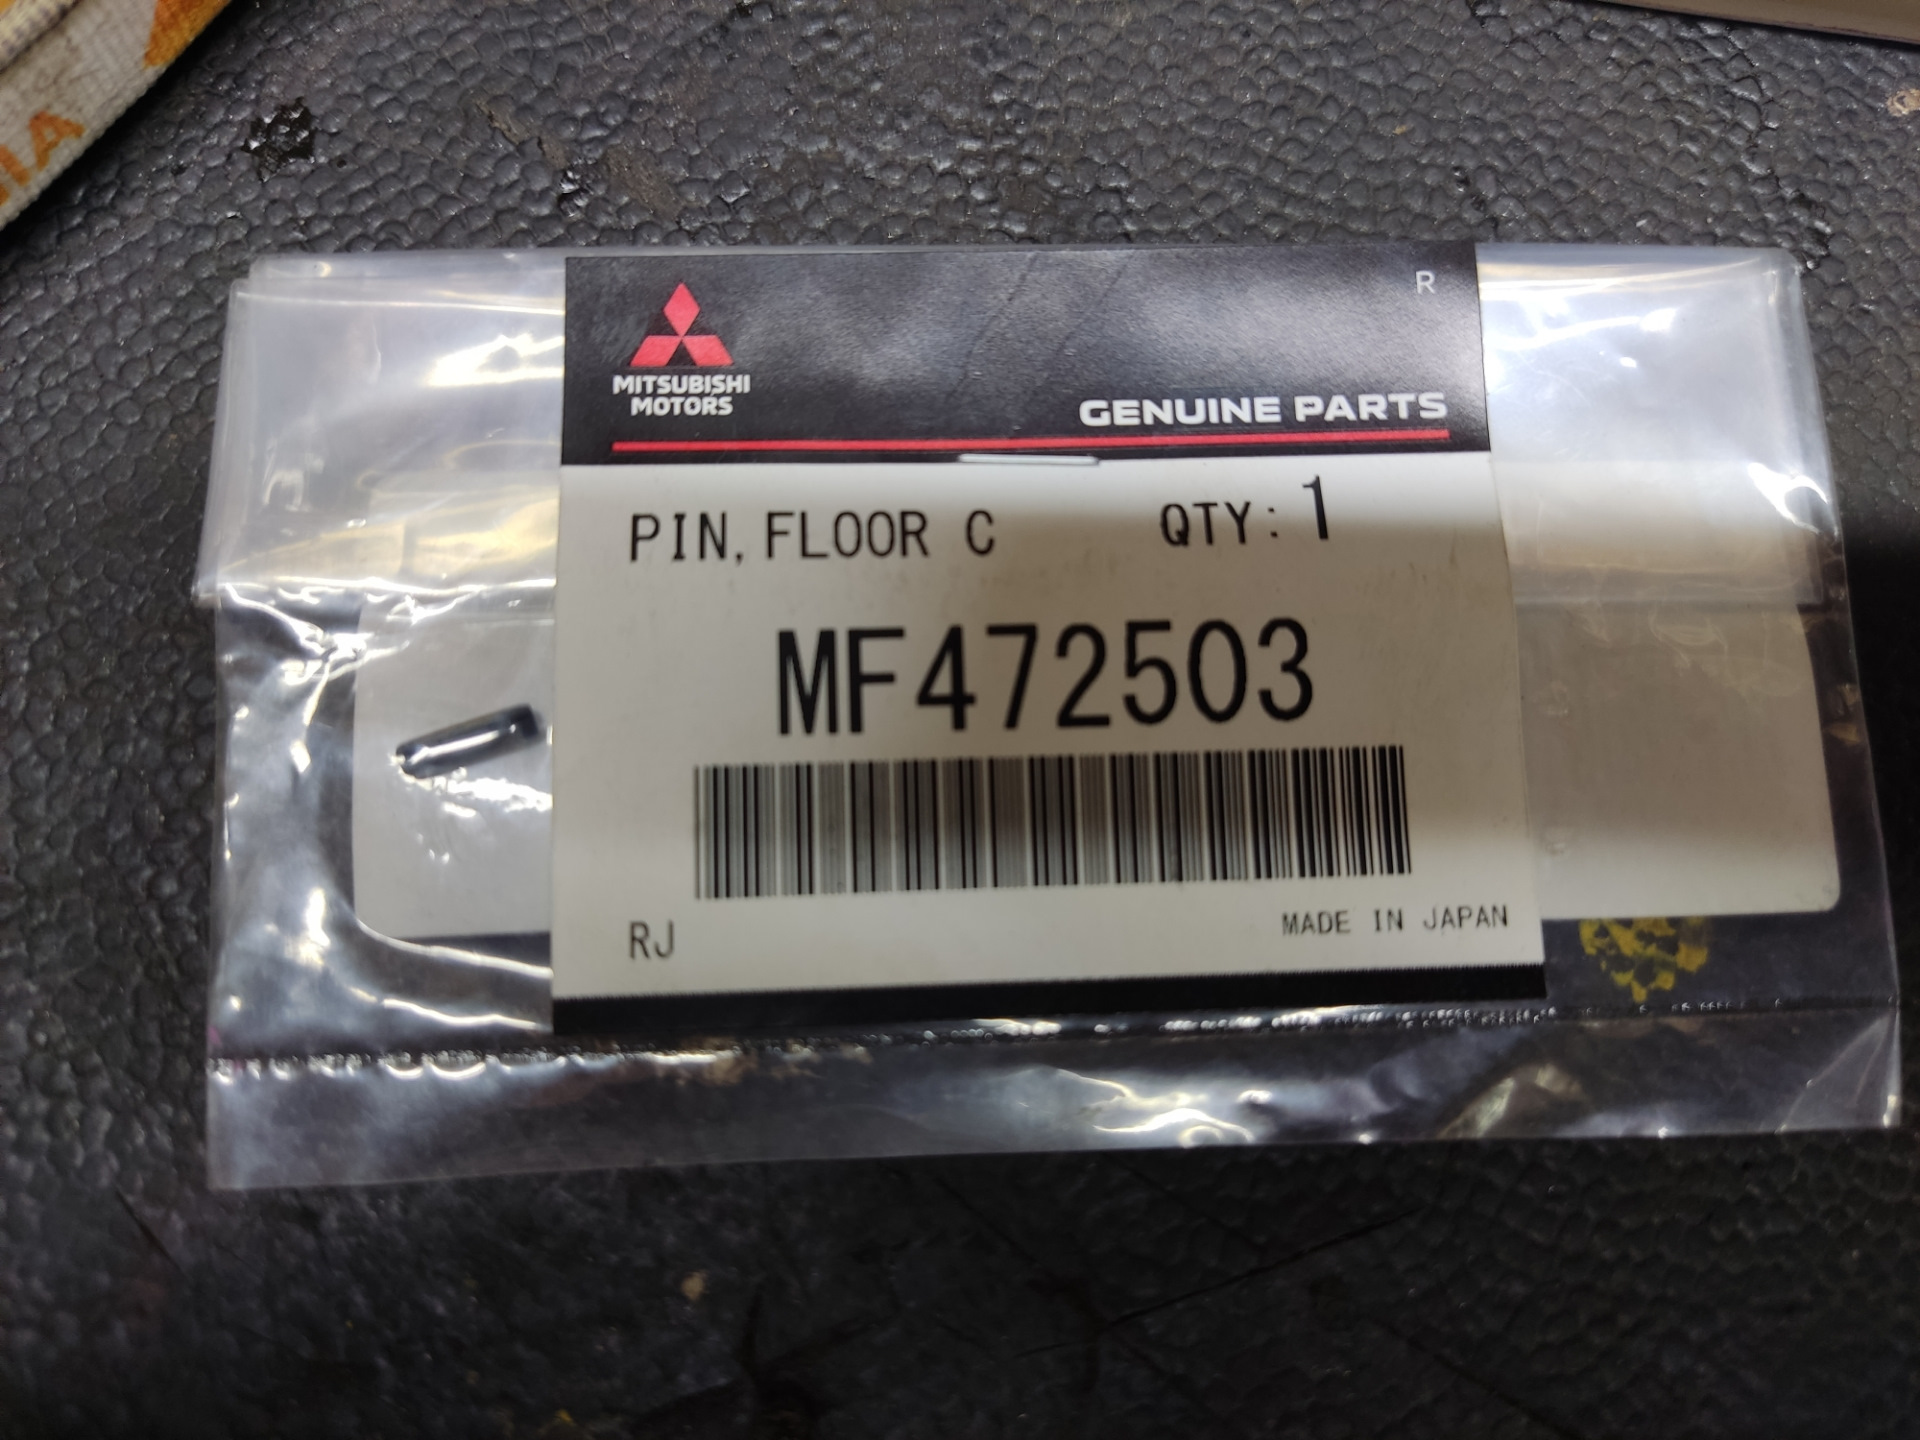 R
MITSUBISHI
MOTORS
GENUINE PARTS
PIN, FLOOR C QTY: 1
MF472503
RJ MADE IN JAPAN